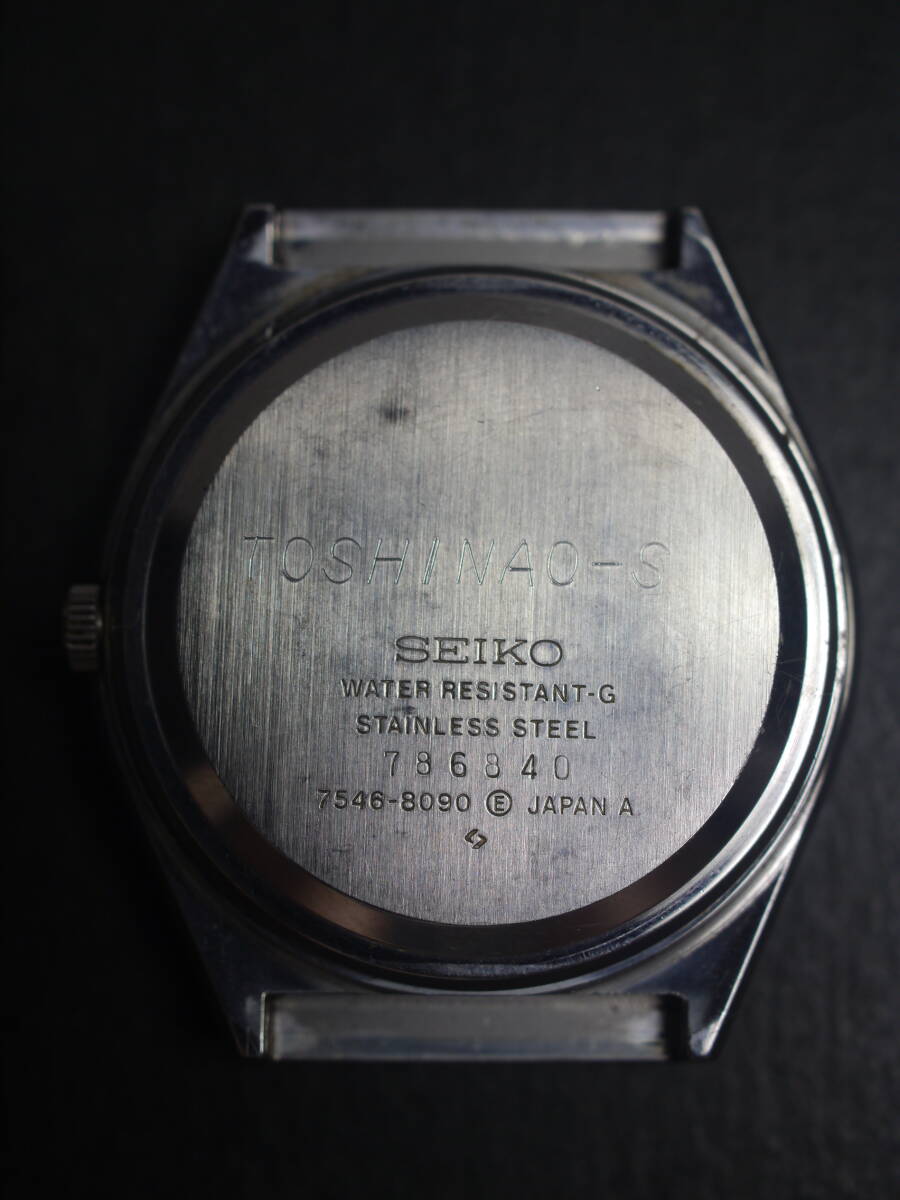 TOSHINAO-S
SEIKO
WATER RESISTANT-G
STAINLESS STEEL
786840
7546-8090 Ⓔ JAPAN A